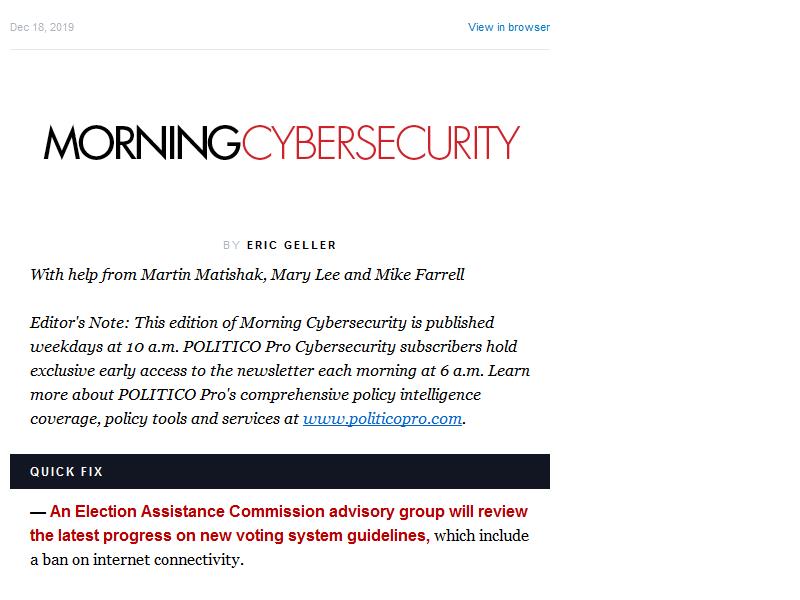 Dec 18, 2019 View in browser
MORNINGCYBERSECURITY
BY ERIC GELLER
With help from Martin Matishak, Mary Lee and Mike Farrell
Editor's Note: This edition of Morning Cybersecurity is published
weekdays at 10 a.m. POLITICO Pro Cybersecurity subscribers hold
exclusive early access to the newsletter each morning at 6 a.m. Learn
more about POLITICO Pro's comprehensive policy intelligence
coverage, policy tools and services at www.politicopro.com.
QUICK FIX
— An Election Assistance Commission advisory group will review
the latest progress on new voting system guidelines, which include
a ban on internet connectivity.